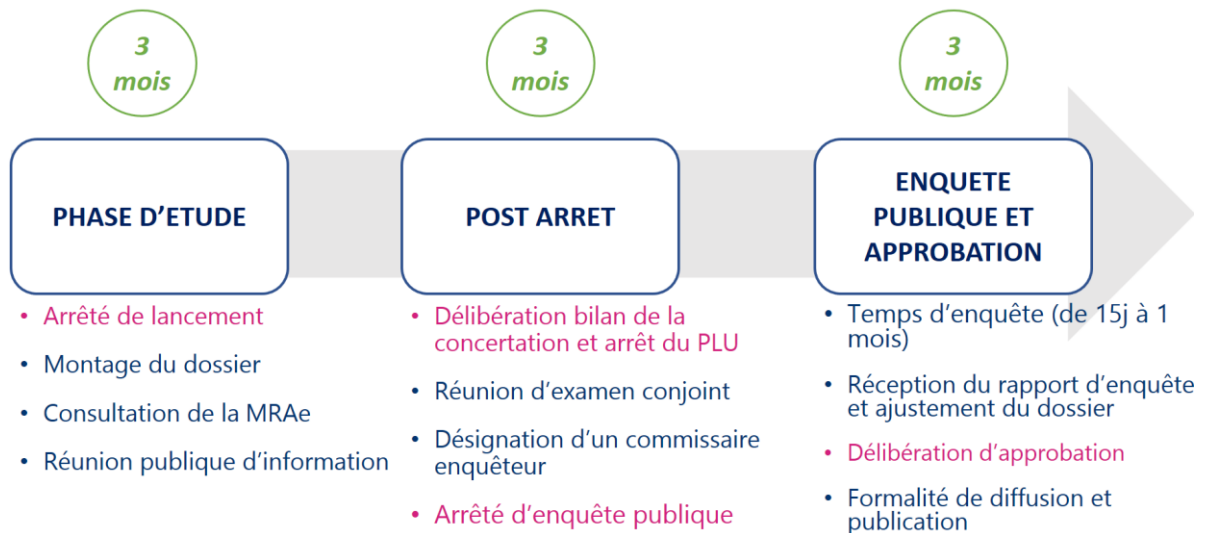 3
mois
3
mois
3
mois
PHASE D’ETUDE
POST ARRET
ENQUETE
PUBLIQUE ET
APPROBATION
• Arrêté de lancement
• Montage du dossier
• Consultation de la MRAe
• Réunion publique d’information
• Délibération bilan de la
concertation et arrêt du PLU
• Réunion d’examen conjoint
• Désignation d’un commissaire
enquêteur
• Arrêté d’enquête publique
• Temps d’enquête (de 15j à 1
mois)
• Réception du rapport d’enquête
et ajustement du dossier
• Délibération d’approbation
• Formalité de diffusion et
publication